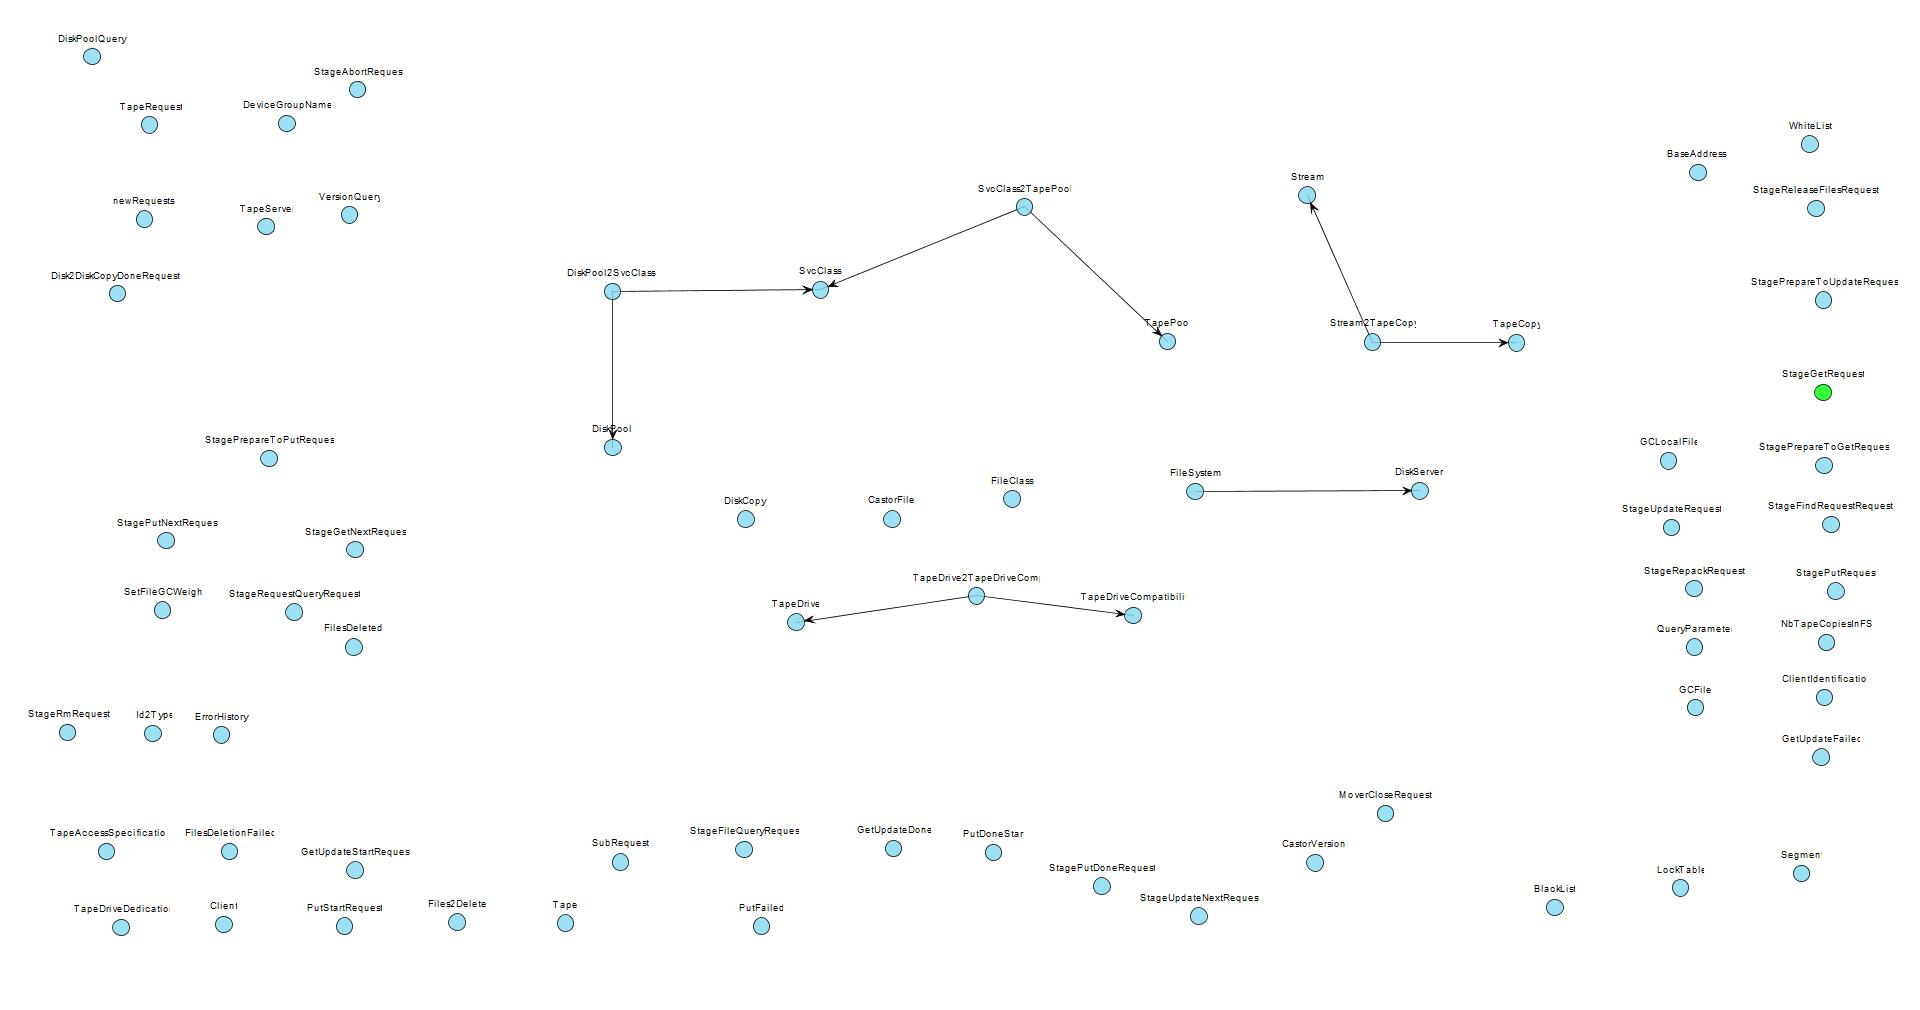 DiskPoolQuery
StageAbortReques
DeviceGroupName
TapeRequest
WhiteList
BaseAddress
Stream
SvcClass2TapePool
StageReleaseFilesRequest
VersionQuery
newRequests
TapeServe
SvcClass
DiskPool2SvcClass
Disk2DiskCopyDoneRequest
StagePrepareToUpdateReques
TapePoo
Stream2TapeCopy
TapeCopy
StageGetRequest
DiskPool
StagePrepareToPutReques
GCLocalFile
StagePrepareToGetReques
DiskServer
FileSystem
FileClass
DiskCopy
CastorFile
StageFindRequestRequest
StageUpdateRequest
StagePutNextReques
StageGetNextReques
StageRepackRequest
StagePutReques
TapeDrive2TapeDriveComp
SetFileGCWeigh
StageRequestQueryRequest
TapeDriveCompatibili
TapeDrive
NbTapeCopiesInFS
FilesDeleted
QueryParamete
ClientIdentificatio
GCFile
StageRmRequest
Id2Type
ErrorHistory
GetUpdateFailed
MoverCloseRequest
TapeAccessSpecificatio
FilesDeletionFailed
StageFileQueryReques
GetUpdateDone
PutDoneStar
SubRequest
CastorVersion
GetUpdateStartReques
Segmen
StagePutDoneRequest
LockTable
BlackList
StageUpdateNextReques
TapeDriveDedicatio
Client
PutStartRequest
Files2Delete
Tape
PutFailed